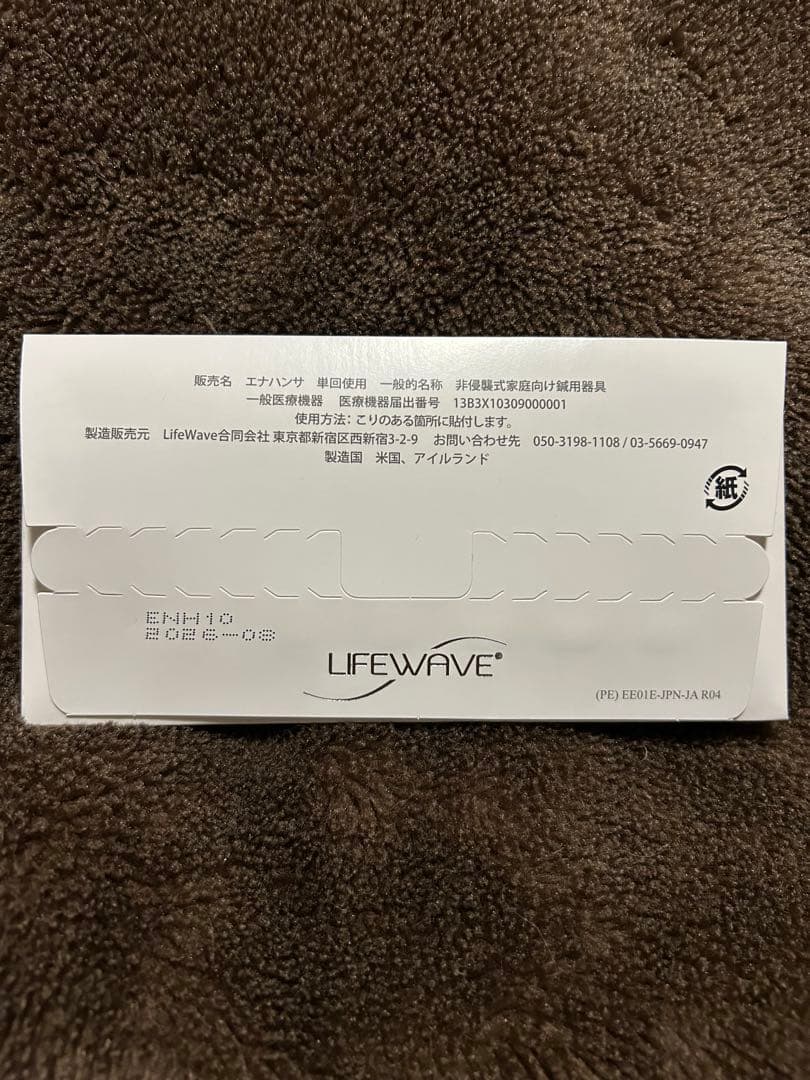 販売名 エナハンサ 単回使用 一般的名称 非侵襲式家庭向け鍼用器具
一般医療機器 医療機器届出番号 13B3X10309000001
使用方法：こりのある箇所に貼付します。
製造販売元 LifeWave合同会社 東京都新宿区西新宿3-2-9 お問い合わせ先 050-3198-1108 / 03-5669-0947
製造国 米国、アイルランド
紙
ENH10
2026-08
LIFEWAVE®
(PE) EE01E-JPN-JA R04